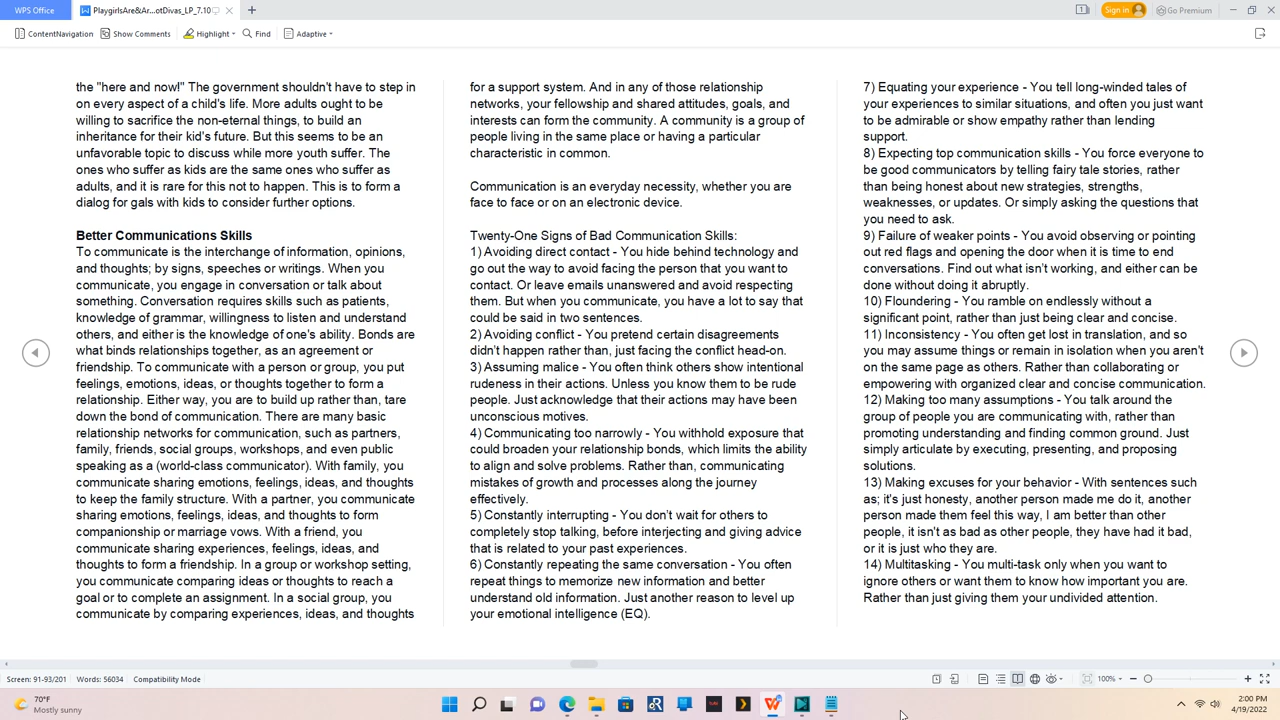 WPS Office
PlaygirlsAre&Ar...otDivas_LP_7.10
Sign in
Go Premium
ContentNavigation
Show Comments
Highlight
Find
Adaptive
the "here and now!" The government shouldn't have to step in
on every aspect of a child's life. More adults ought to be
willing to sacrifice the non-eternal things, to build an
inheritance for their kid's future. But this seems to be an
unfavorable topic to discuss while more youth suffer. The
ones who suffer as kids are the same ones who suffer as
adults, and it is rare for this not to happen. This is to form a
dialog for gals with kids to consider further options.
Better Communications Skills
To communicate is the interchange of information, opinions,
and thoughts; by signs, speeches or writings. When you
communicate, you engage in conversation or talk about
something. Conversation requires skills such as patients,
knowledge of grammar, willingness to listen and understand
others, and either is the knowledge of one's ability. Bonds are
what binds relationships together, as an agreement or
friendship. To communicate with a person or group, you put
feelings, emotions, ideas, or thoughts together to form a
relationship. Either way, you are to build up rather than, tare
down the bond of communication. There are many basic
relationship networks for communication, such as partners,
family, friends, social groups, workshops, and even public
speaking as a (world-class communicator). With family, you
communicate sharing emotions, feelings, ideas, and thoughts
to keep the family structure. With a partner, you communicate
sharing emotions, feelings, ideas, and thoughts to form
companionship or marriage vows. With a friend, you
communicate sharing experiences, feelings, ideas, and
thoughts to form a friendship. In a group or workshop setting,
you communicate comparing ideas or thoughts to reach a
goal or to complete an assignment. In a social group, you
communicate by comparing experiences, ideas, and thoughts
for a support system. And in any of those relationship
networks, your fellowship and shared attitudes, goals, and
interests can form the community. A community is a group of
people living in the same place or having a particular
characteristic in common.
Communication is an everyday necessity, whether you are
face to face or on an electronic device.
Twenty-One Signs of Bad Communication Skills:
1) Avoiding direct contact - You hide behind technology and
go out the way to avoid facing the person that you want to
contact. Or leave emails unanswered and avoid respecting
them. But when you communicate, you have a lot to say that
could be said in two sentences.
2) Avoiding conflict - You pretend certain disagreements
didn't happen rather than, just facing the conflict head-on.
3) Assuming malice - You often think others show intentional
rudeness in their actions. Unless you know them to be rude
people. Just acknowledge that their actions may have been
unconscious motives.
4) Communicating too narrowly - You withhold exposure that
could broaden your relationship bonds, which limits the ability
to align and solve problems. Rather than, communicating
mistakes of growth and processes along the journey
effectively.
5) Constantly interrupting - You don't wait for others to
completely stop talking, before interjecting and giving advice
that is related to your past experiences.
6) Constantly repeating the same conversation - You often
repeat things to memorize new information and better
understand old information. Just another reason to level up
your emotional intelligence (EQ).
7) Equating your experience - You tell long-winded tales of
your experiences to similar situations, and often you just want
to be admirable or show empathy rather than lending
support.
8) Expecting top communication skills - You force everyone to
be good communicators by telling fairy tale stories, rather
than being honest about new strategies, strengths,
weaknesses, or updates. Or simply asking the questions that
you need to ask.
9) Failure of weaker points - You avoid observing or pointing
out red flags and opening the door when it is time to end
conversations. Find out what isn't working, and either can be
done without doing it abruptly.
10) Floundering - You ramble on endlessly without a
significant point, rather than just being clear and concise.
11) Inconsistency - You often get lost in translation, and so
you may assume things or remain in isolation when you aren't
on the same page as others. Rather than collaborating or
empowering with organized clear and concise communication.
12) Making too many assumptions - You talk around the
group of people you are communicating with, rather than
promoting understanding and finding common ground. Just
simply articulate by executing, presenting, and proposing
solutions.
13) Making excuses for your behavior - With sentences such
as; it's just honesty, another person made me do it, another
person made them feel this way, I am better than other
people, it isn't as bad as other people, they have had it bad,
or it is just who they are.
14) Multitasking - You multi-task only when you want to
ignore others or want them to know how important you are.
Rather than just giving them your undivided attention.
Screen: 91-93/201
Words: 56034
Compatibility Mode
100%
70°F
Mostly sunny
2:00 PM
4/19/2022